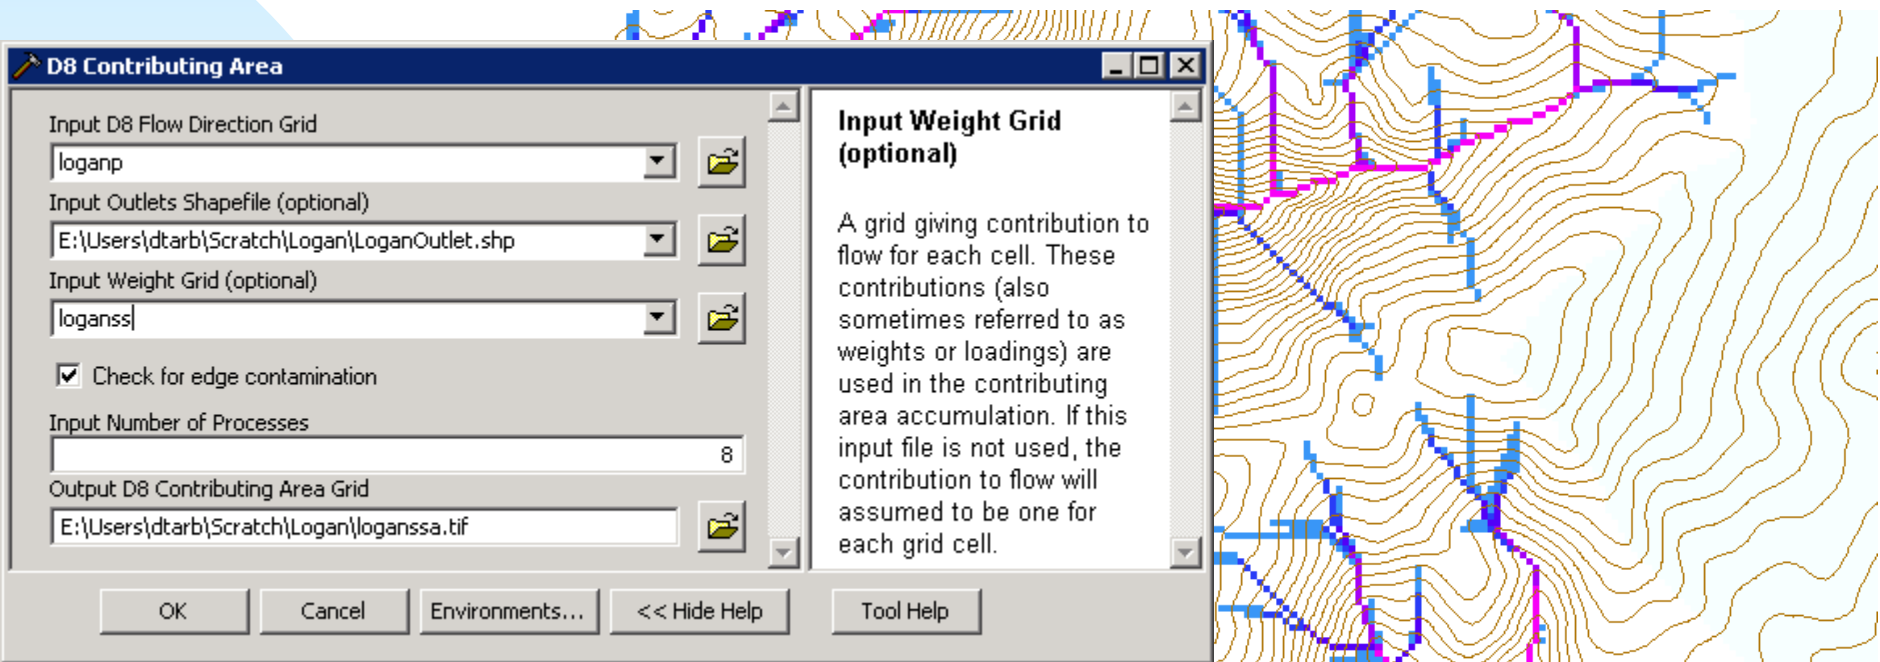 D8 Contributing Area
Input D8 Flow Direction Grid
loganp
Input Outlets Shapefile (optional)
E:\Users\dtarb\Scratch\Logan\LoganOutlet.shp
Input Weight Grid (optional)
loganss
Check for edge contamination
Input Number of Processes
8
Output D8 Contributing Area Grid
E:\Users\dtarb\Scratch\Logan\loganssa.tif
Input Weight Grid
(optional)
A grid giving contribution to
flow for each cell. These
contributions (also
sometimes referred to as
weights or loadings) are
used in the contributing
area accumulation. If this
input file is not used, the
contribution to flow will
assumed to be one for
each grid cell.
OK
Cancel
Environments...
<< Hide Help
Tool Help